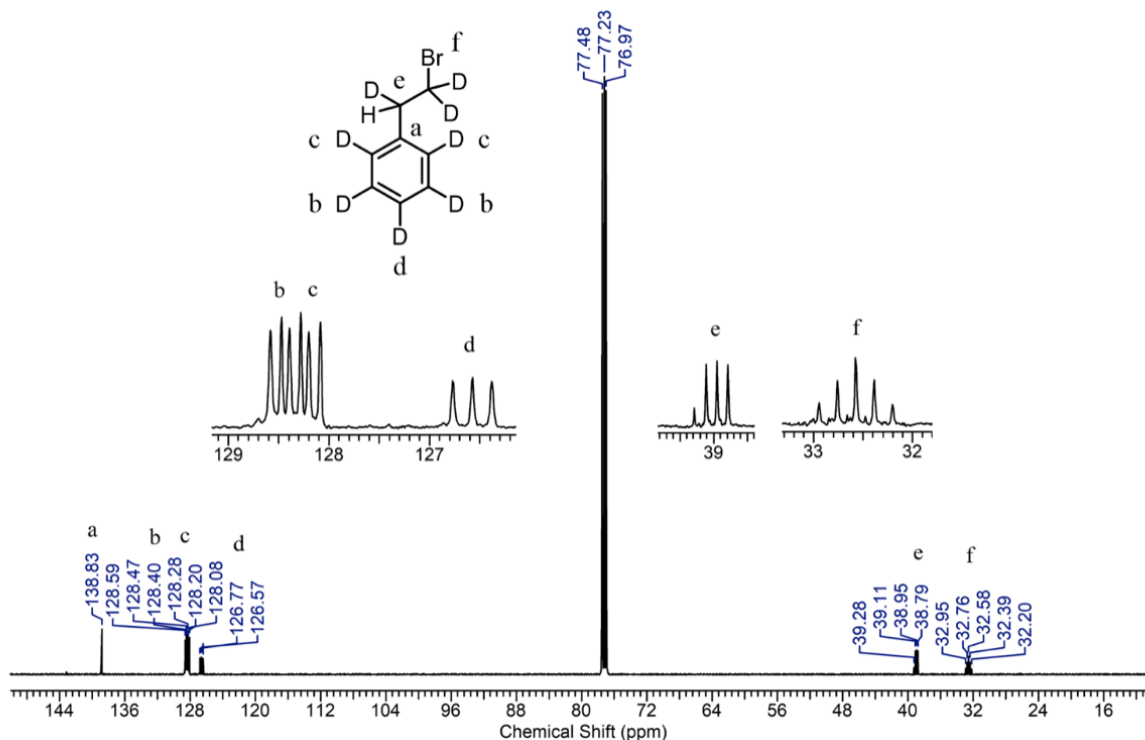 f
Br
e
D D
H D
a
c D D c
b D D b
D
d
77.48
77.23
76.97
b c
d
e
f
129 128 127
39
33 32
a
b
c
d
e
f
138.83
128.59
128.47
128.40
128.28
128.20
128.08
126.77
126.57
39.28
39.11
38.95
38.79
32.95
32.76
32.58
32.39
32.20
144 136 128 120 112 104 96 88 80 72 64 56 48 40 32 24 16
Chemical Shift (ppm)